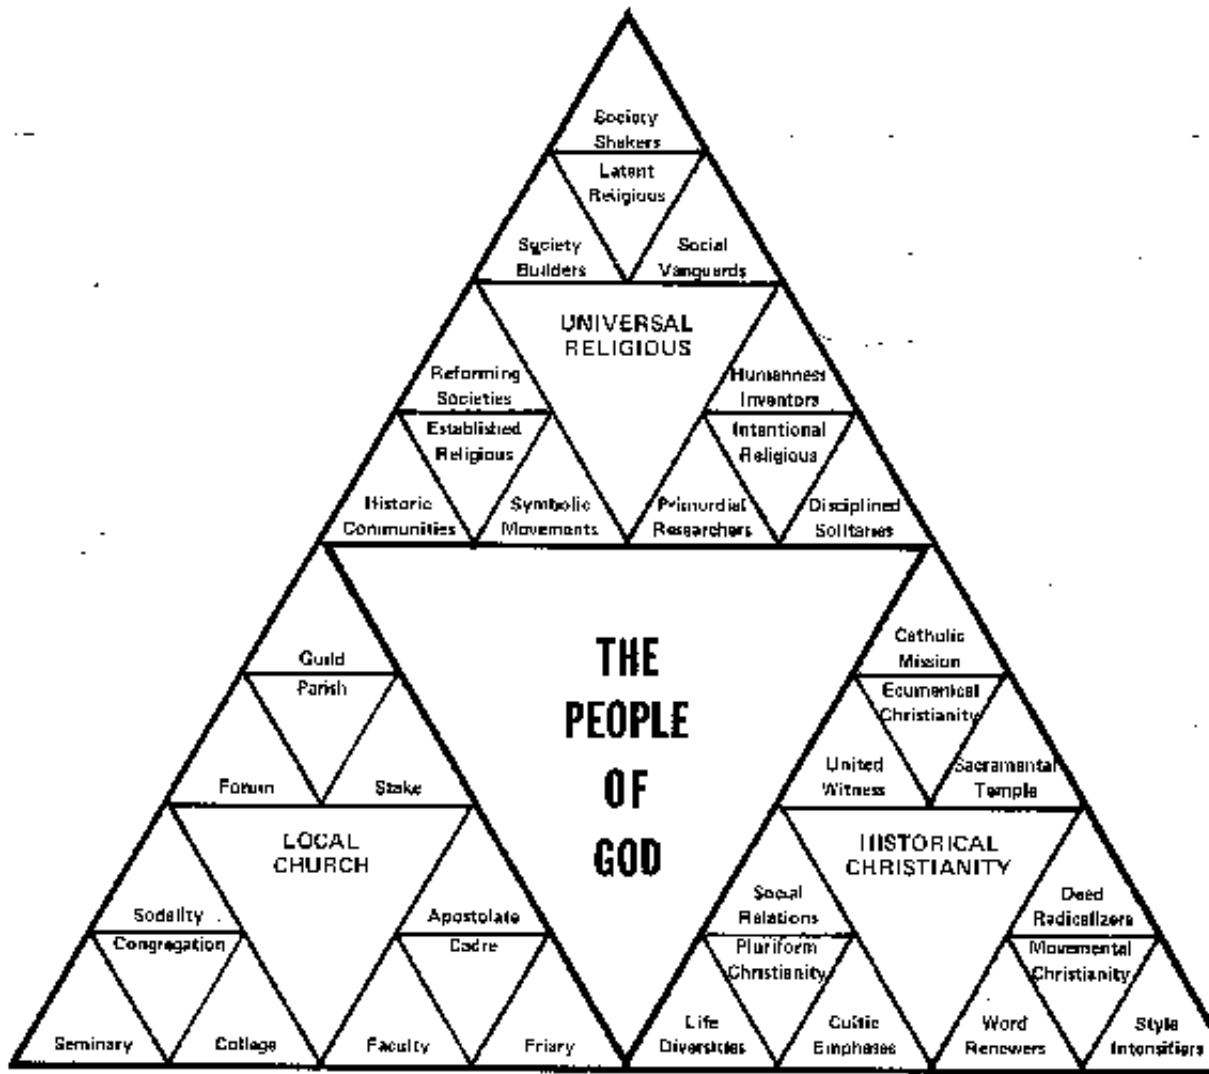 Society
Shakers
Latent
Religious
Society
Builders
Social
Vanguards
UNIVERSAL
RELIGIOUS
Reforming
Societies
Established
Religious
Historic
Communities
Symbolic
Movements
Humanness
Inventors
Intentional
Religious
Primordial
Researchers
Disciplined
Solitaries
THE
PEOPLE
OF
GOD
Guild
Parish
Forum
Stake
LOCAL
CHURCH
Sodality
Congregation
Seminary
College
Apostolate
Cadre
Faculty
Friary
Catholic
Mission
Ecumenical
Christianity
United
Witness
Sacramental
Temple
HISTORICAL
CHRISTIANITY
Social
Relations
Pluriform
Christianity
Life
Diversities
Cultic
Emphases
Deed
Radicalizers
Movemental
Christianity
Word
Renewers
Style
Intensifiers